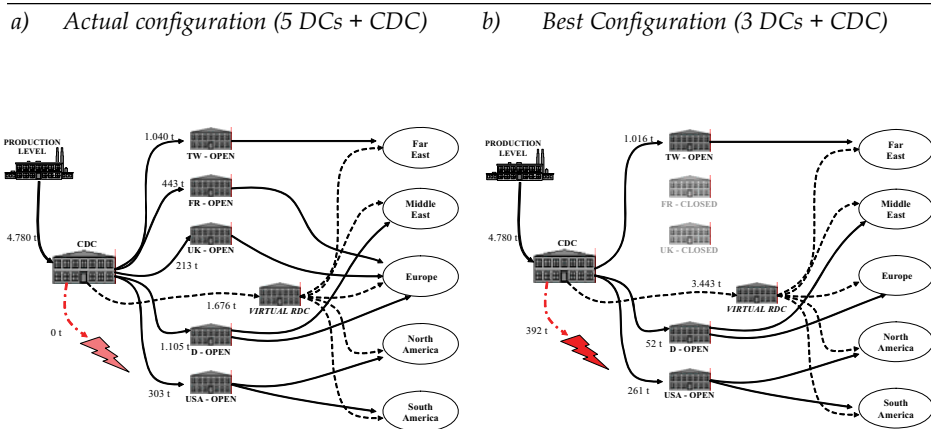 a) Actual configuration (5 DCs + CDC)
PRODUCTION
LEVEL
4.780 t
CDC
0 t
1.040 t
TW - OPEN
443 t
FR - OPEN
213 t
UK - OPEN
1.676 t
VIRTUAL RDC
1.105 t
D - OPEN
303 t
USA - OPEN
Far
East
Middle
East
Europe
North
America
South
America
b) Best Configuration (3 DCs + CDC)
PRODUCTION
LEVEL
4.780 t
CDC
392 t
1.016 t
TW - OPEN
FR - CLOSED
UK - CLOSED
3.443 t
VIRTUAL RDC
52 t
D - OPEN
261 t
USA - OPEN
Far
East
Middle
East
Europe
North
America
South
America